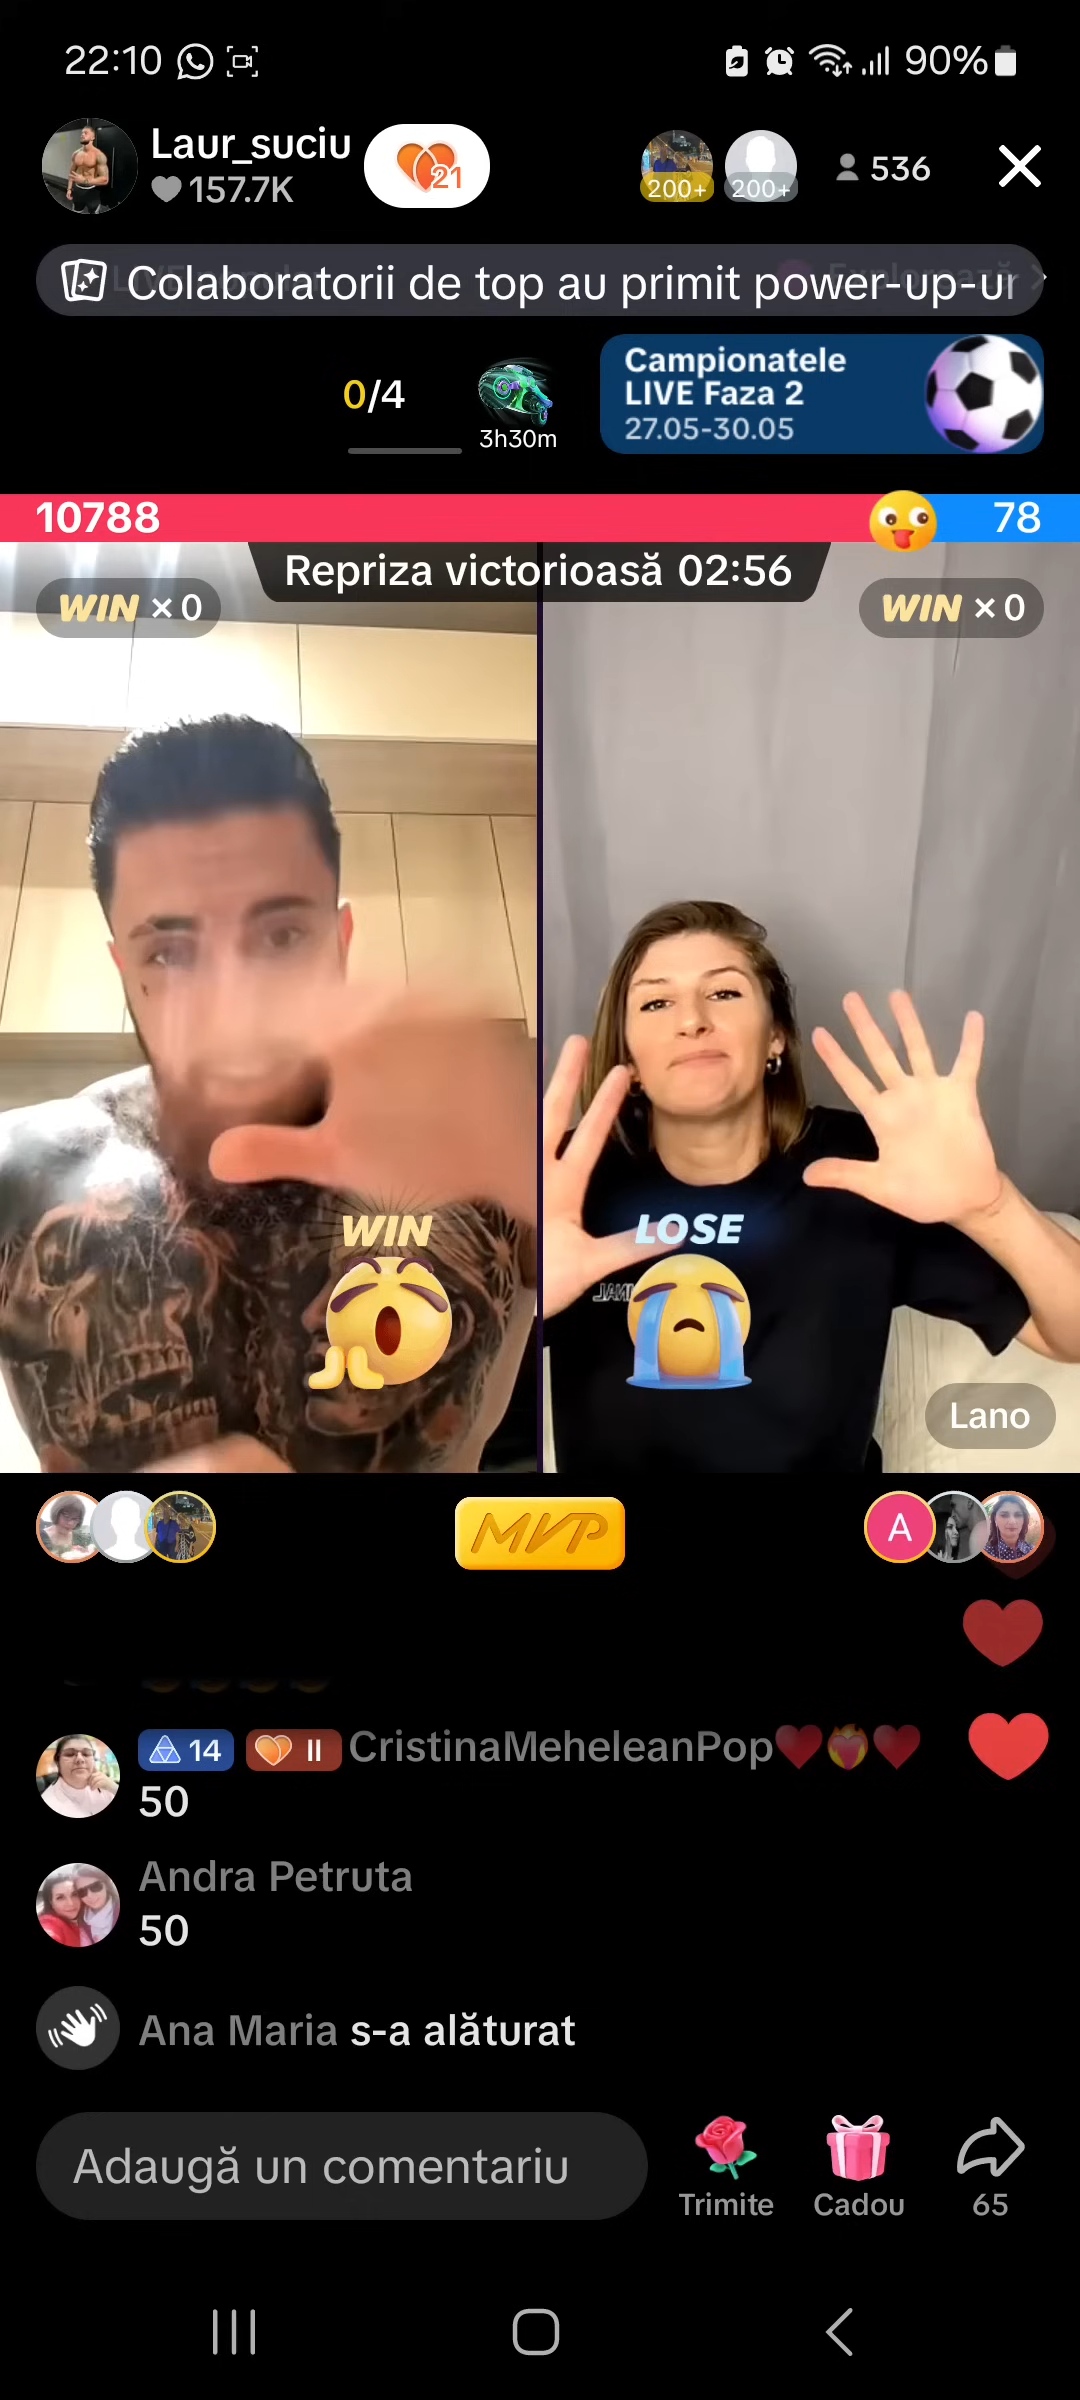 22:10
90%
Laur_suciu
157.7K
21
200+
200+
536
Colaboratorii de top au primit power-up-ur
0/4
3h30m
Campionatele
LIVE Faza 2
27.05-30.05
10788
78
Repriza victorioasă 02:56
WIN × 0
WIN × 0
WIN
LOSE
Lano
MVP
A
14
II
CristinaMeheleanPop❤️❤️‍🔥❤️
50
Andra Petruta
50
Ana Maria s-a alăturat
Adaugă un comentariu
Trimite
Cadou
65